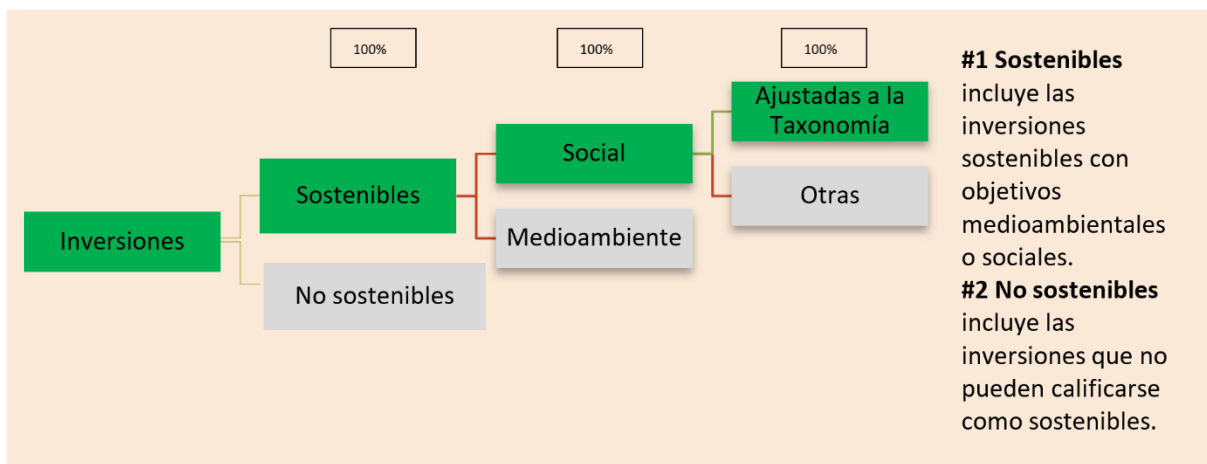 100%
100%
100%
Inversiones
Sostenibles
No sostenibles
Social
Medioambiente
Ajustadas a la
Taxonomía
Otras
#1 Sostenibles
incluye las
inversiones
sostenibles con
objetivos
medioambientales
o sociales.
#2 No sostenibles
incluye las
inversiones que no
pueden calificarse
como sostenibles.